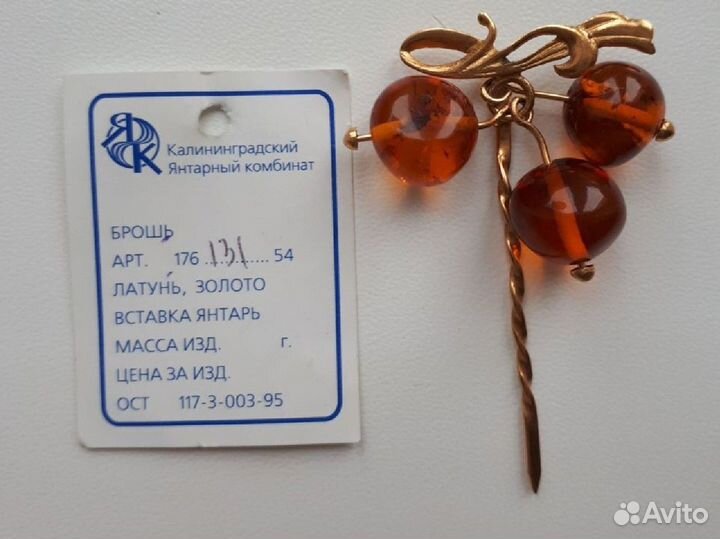 ЯК
Калининградский
Янтарный комбинат
БРОШЬ
АРТ. 176 ...131... 54
ЛАТУНЬ, ЗОЛОТО
ВСТАВКА ЯНТАРЬ
МАССА ИЗД. г.
ЦЕНА ЗА ИЗД.
ОСТ 117-3-003-95
Avito